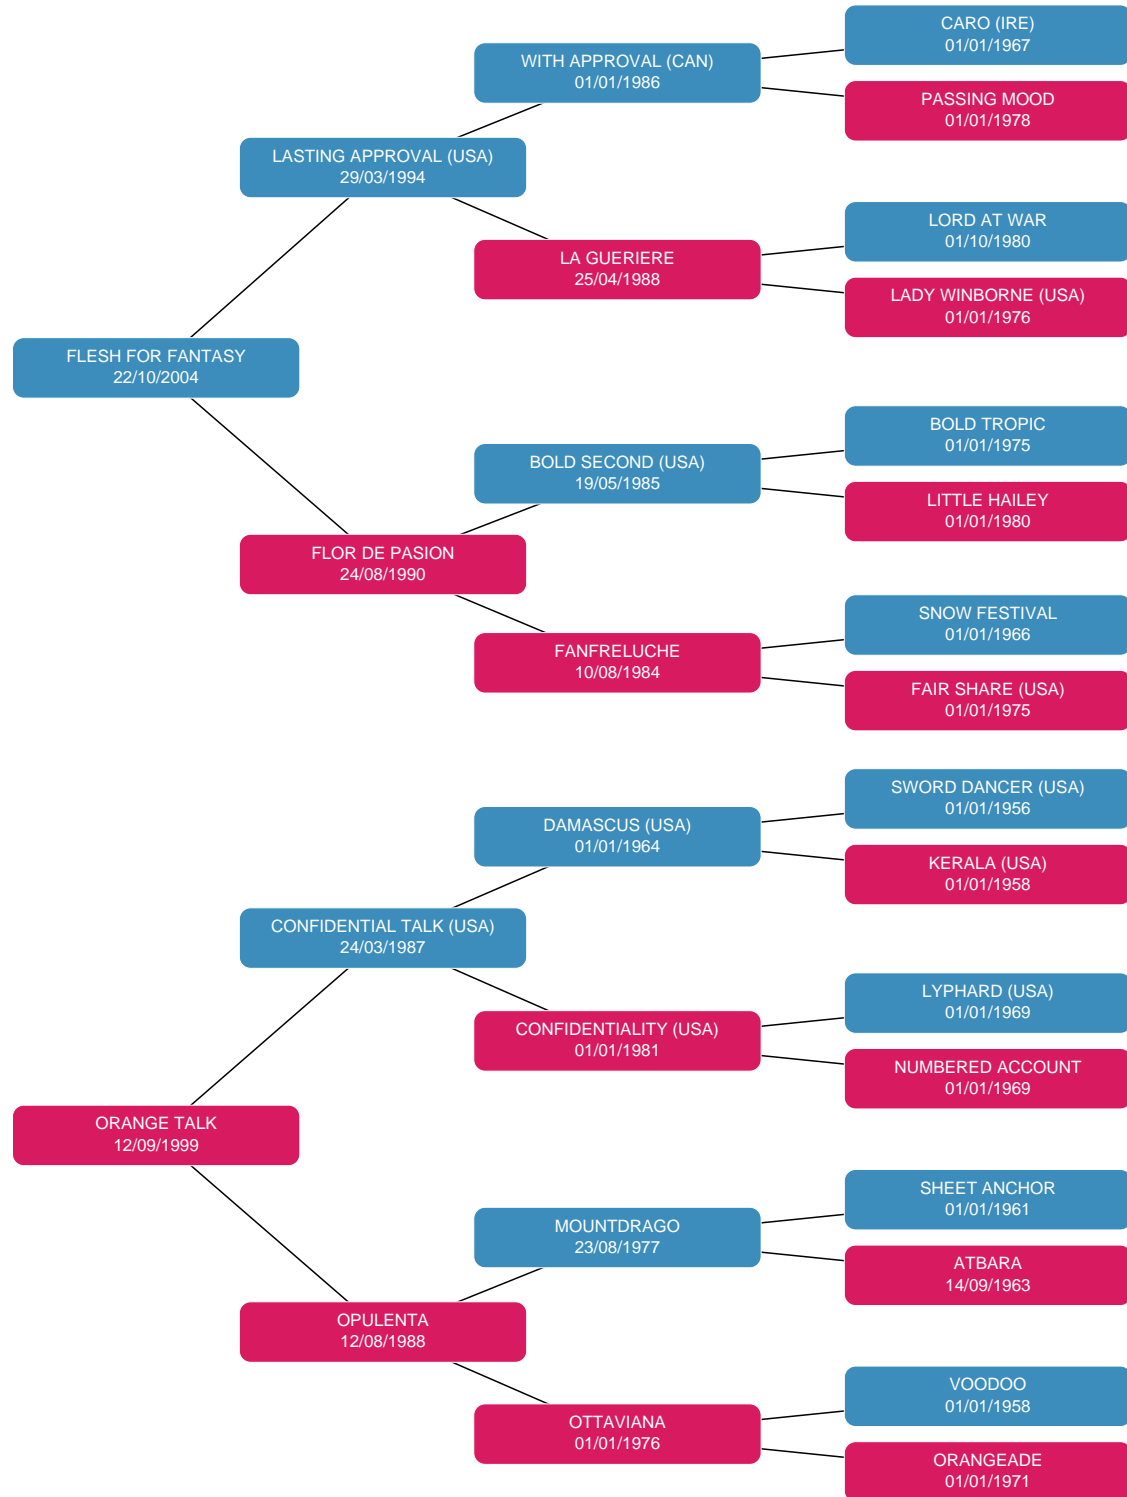 CARO (IRE)
01/01/1967
WITH APPROVAL (CAN)
01/01/1986
PASSING MOOD
01/01/1978
LASTING APPROVAL (USA)
29/03/1994
LORD AT WAR
01/10/1980
LA GUERIERE
25/04/1988
LADY WINBORNE (USA)
01/01/1976
FLESH FOR FANTASY
22/10/2004
BOLD TROPIC
01/01/1975
BOLD SECOND (USA)
19/05/1985
LITTLE HAILEY
01/01/1980
FLOR DE PASION
24/08/1990
SNOW FESTIVAL
01/01/1966
FANFRELUCHE
10/08/1984
FAIR SHARE (USA)
01/01/1975
SWORD DANCER (USA)
01/01/1956
DAMASCUS (USA)
01/01/1964
KERALA (USA)
01/01/1958
CONFIDENTIAL TALK (USA)
24/03/1987
LYPHARD (USA)
01/01/1969
CONFIDENTIALITY (USA)
01/01/1981
NUMBERED ACCOUNT
01/01/1969
ORANGE TALK
12/09/1999
SHEET ANCHOR
01/01/1961
MOUNTDRAGO
23/08/1977
ATBARA
14/09/1963
OPULENTA
12/08/1988
VOODOO
01/01/1958
OTTAVIANA
01/01/1976
ORANGEADE
01/01/1971